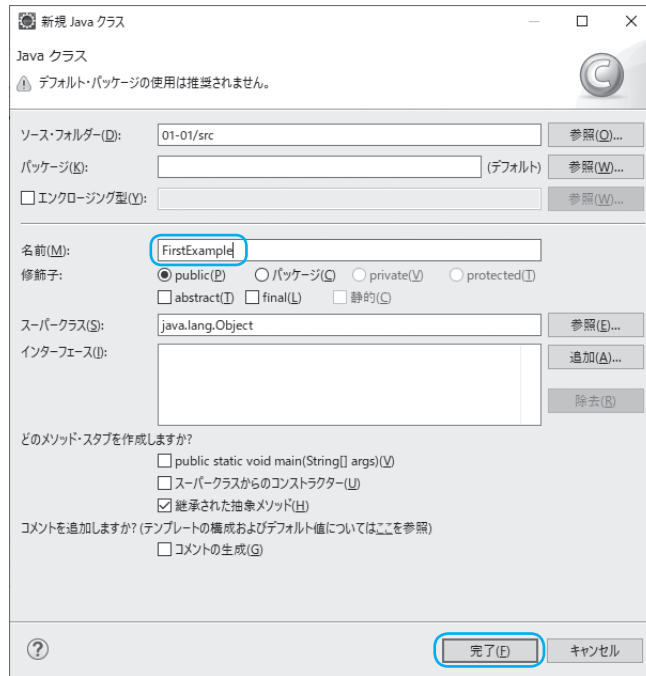 新規 Java クラス
Java クラス
デフォルト・パッケージの使用は推奨されません。
ソース・フォルダー(D): 01-01/src 参照(O)...
パッケージ(K): (デフォルト) 参照(W)...
エンクロージング型(Y): 参照(W)...
名前(M): FirstExample
修飾子: public(P) パッケージ(C) private(V) protected(T)
abstract(T) final(L) 静的(C)
スーパークラス(S): java.lang.Object 参照(E)...
インターフェース(I): 追加(A)...
除去(R)
どのメソッド・スタブを作成しますか?
public static void main(String[] args)(V)
スーパークラスからのコンストラクター(U)
継承された抽象メソッド(H)
コメントを追加しますか? (テンプレートの構成およびデフォルト値についてはここを参照)
コメントの生成(G)
完了(F) キャンセル